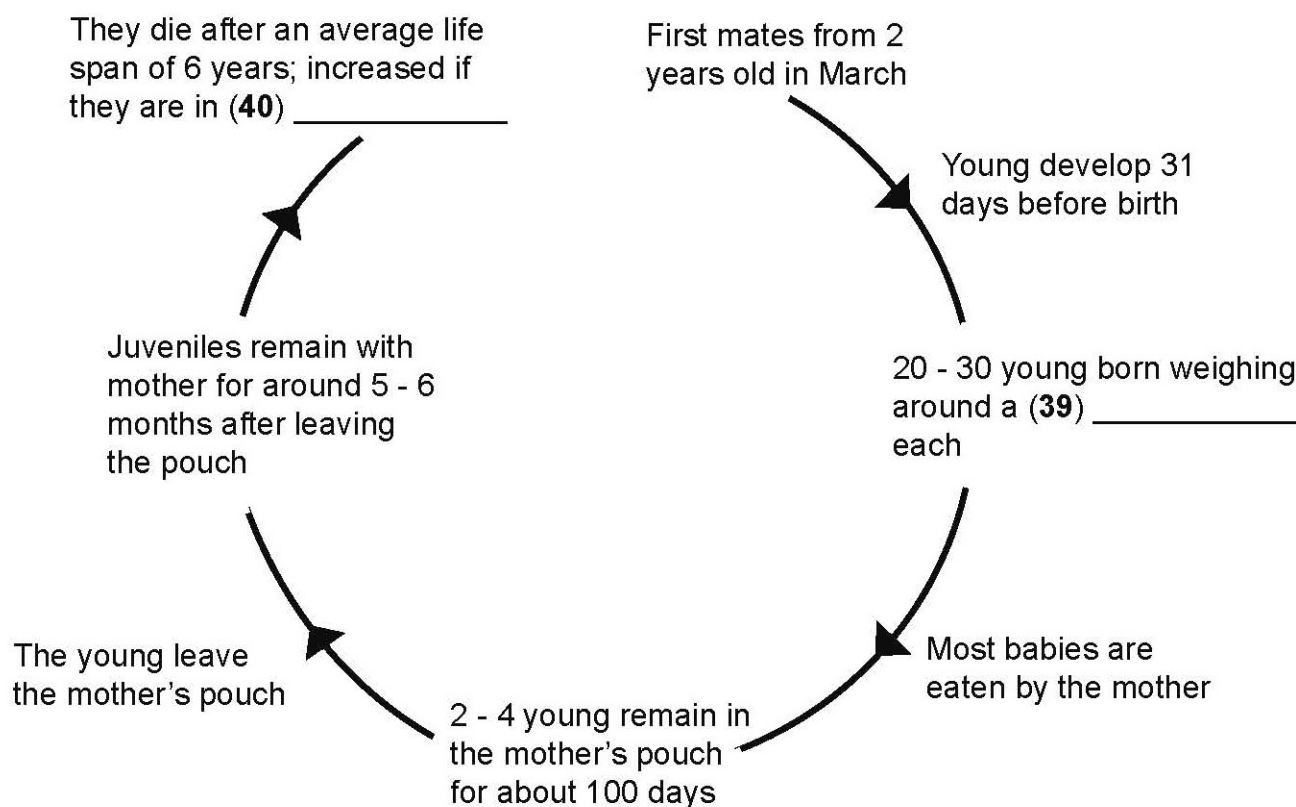 They die after an average life
span of 6 years; increased if
they are in (40) _____________
First mates from 2
years old in March
Young develop 31
days before birth
20 - 30 young born weighing
around a (39) _____________
each
Most babies are
eaten by the mother
2 - 4 young remain in
the mother's pouch
for about 100 days
The young leave
the mother's pouch
Juveniles remain with
mother for around 5 - 6
months after leaving
the pouch